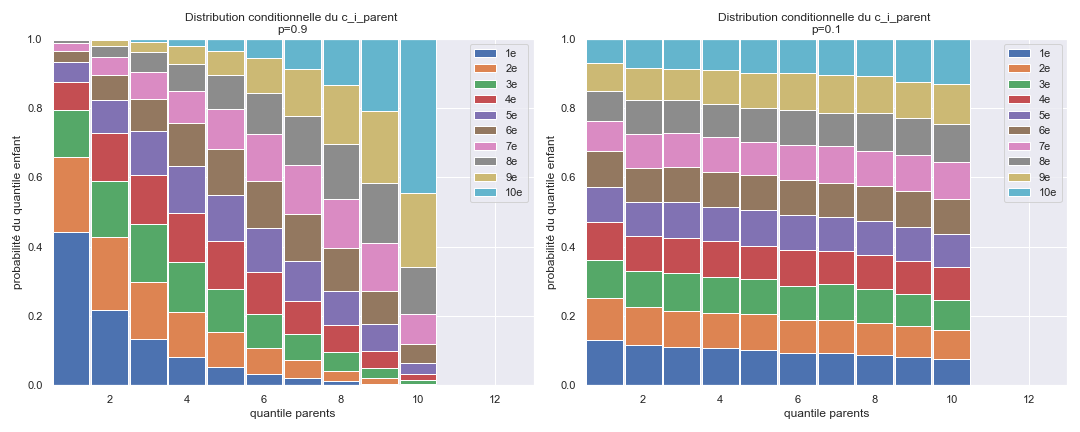 Distribution conditionnelle du c_i_parent
p=0.9
probabilité du quantile enfant
1.0
0.8
0.6
0.4
0.2
0.0
2
4
6
8
10
12
quantile parents
1e
2e
3e
4e
5e
6e
7e
8e
9e
10e
Distribution conditionnelle du c_i_parent
p=0.1
probabilité du quantile enfant
1.0
0.8
0.6
0.4
0.2
0.0
2
4
6
8
10
12
quantile parents
1e
2e
3e
4e
5e
6e
7e
8e
9e
10e